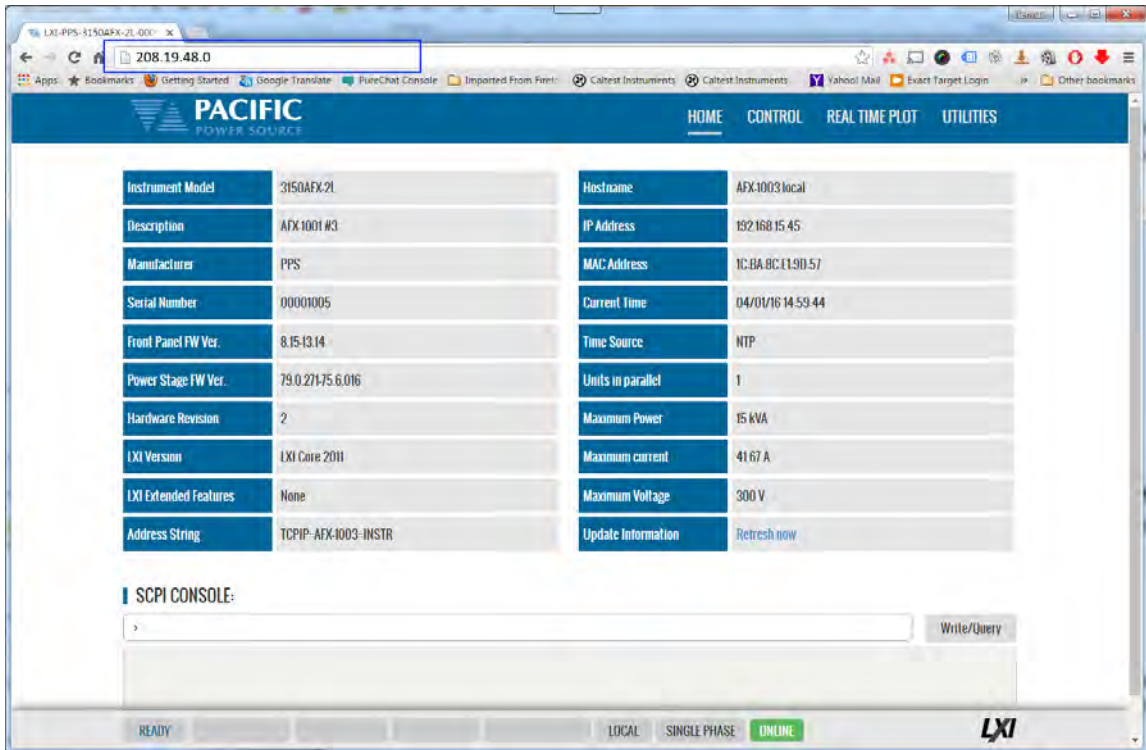 LXI-PPS-3150AFX-2L-000
208.19.48.0
Apps Bookmarks Getting Started Google Translate PureChat Console Imported From Firef Caltest Instruments Caltest Instruments Yahoo! Mail Exact Target Login » Other bookmarks
PACIFIC
POWER SOURCE
HOME CONTROL REAL TIME PLOT UTILITIES
Instrument Model 3150AFX-2L
Description AFX 1001 #3
Manufacturer PPS
Serial Number 00001005
Front Panel FW Ver. 8.15-13.14
Power Stage FW Ver. 79.0.271-75.6.016
Hardware Revision 2
LXI Version LXI Core 2011
LXI Extended Features None
Address String TCPIP-AFX-1003-INSTR
Hostname AFX-1003 local
IP Address 192.168.15.45
MAC Address 1C:BA:8C:E1:9D:57
Current Time 04/01/16 14:59:44
Time Source NTP
Units in parallel 1
Maximum Power 15 kVA
Maximum current 41.67 A
Maximum Voltage 300 V
Update Information Refresh now
SCPI CONSOLE:
> Write/Query
READY LOCAL SINGLE PHASE ONLINE LXI